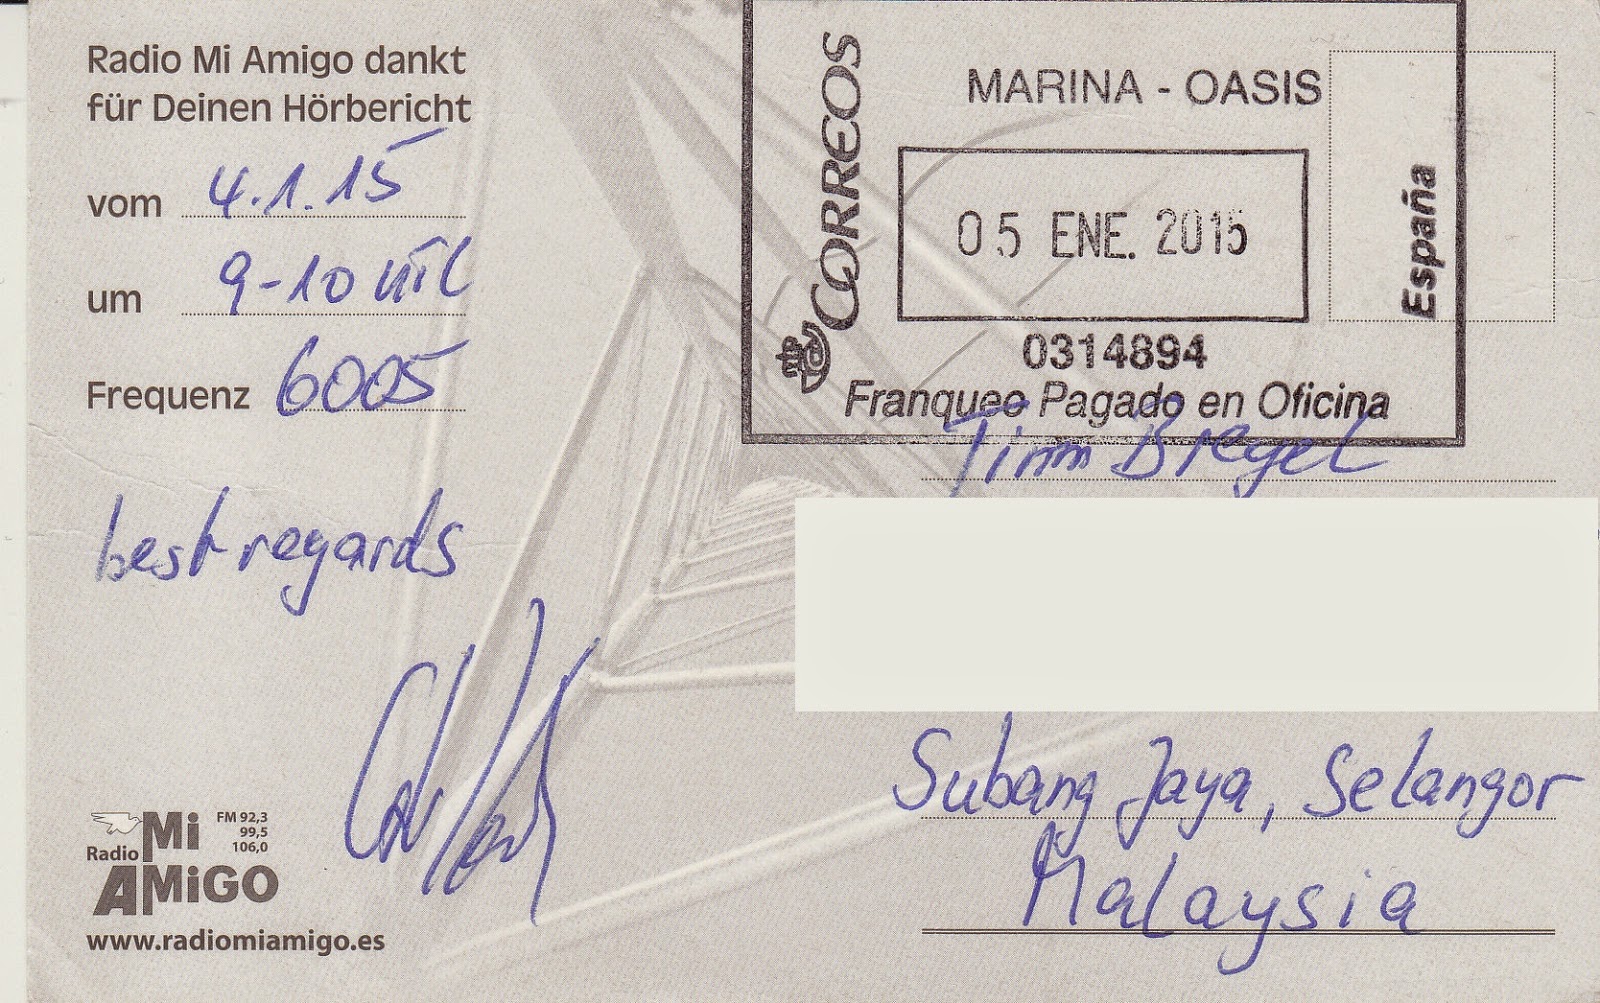 Radio Mi Amigo dankt
für Deinen Hörbericht
vom 4.1.15
um 9-10 utc
Frequenz 6005
best regards
Radio Mi AMiGO
FM 92,3
99,5
106,0
www.radiomiamigo.es
CORREOS
MARINA - OASIS
05 ENE. 2015
0314894
Franqueo Pagado en Oficina
España
Timm Breyel
Subang Jaya, Selangor
Malaysia